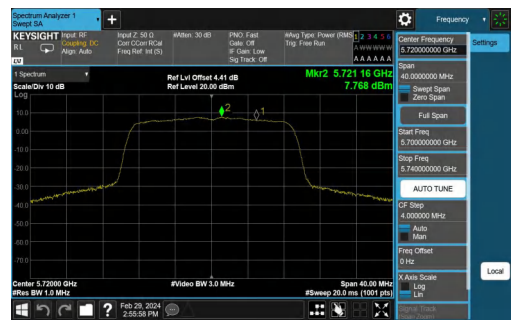 Spectrum Analyzer 1
Swept SA
Frequency
KEYSIGHT
RL
Input: RF
Coupling: DC
Align: Auto
Input Z: 50 Ω
Corr CCorr RCal
Freq Ref: Int (S)
#Atten: 30 dB
PNO: Fast
Gate: Off
IF Gain: Low
Sig Track: Off
#Avg Type: Power (RMS
Trig: Free Run
1 2 3 4 5 6
A W W W W W
A A A A A A
LV
1 Spectrum
Scale/Div 10 dB
Log
Ref Lvl Offset 4.41 dB
Ref Level 20.00 dBm
Mkr2 5.721 16 GHz
7.768 dBm
2
1
10.0
0.00
-10.0
-20.0
-30.0
-40.0
-50.0
-60.0
-70.0
Center 5.72000 GHz
#Res BW 1.0 MHz
#Video BW 3.0 MHz
Span 40.00 MHz
#Sweep 20.0 ms (1001 pts)
Center Frequency
5.720000000 GHz
Settings
Span
40.0000000 MHz
Swept Span
Zero Span
Full Span
Start Freq
5.700000000 GHz
Stop Freq
5.740000000 GHz
AUTO TUNE
CF Step
4.000000 MHz
Auto
Man
Freq Offset
0 Hz
X Axis Scale
Log
Lin
Signal Track
Local
Feb 29, 2024
2:55:58 PM